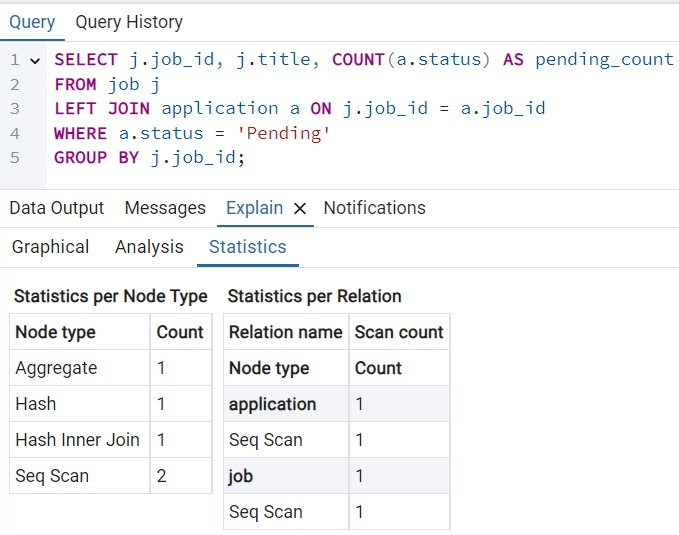 Query Query History
1 SELECT j.job_id, j.title, COUNT(a.status) AS pending_count
2 FROM job j
3 LEFT JOIN application a ON j.job_id = a.job_id
4 WHERE a.status = 'Pending'
5 GROUP BY j.job_id;
Data Output Messages Explain × Notifications
Graphical Analysis Statistics
Statistics per Node Type
Node type Count
Aggregate 1
Hash 1
Hash Inner Join 1
Seq Scan 2
Statistics per Relation
Relation name Scan count
Node type Count
application 1
Seq Scan 1
job 1
Seq Scan 1